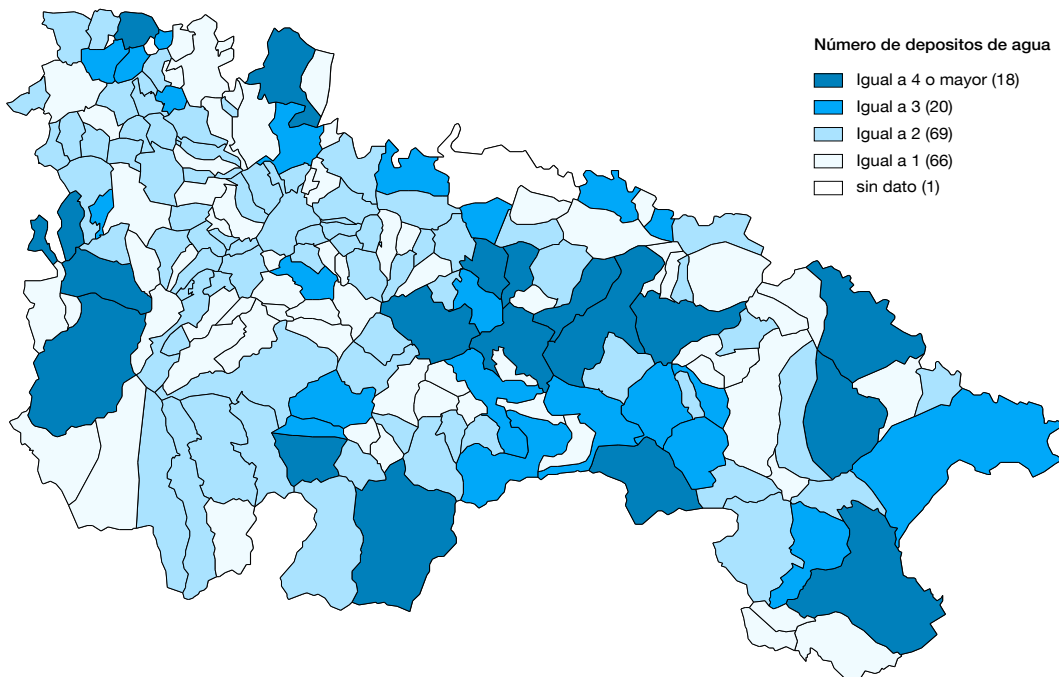 Número de depositos de agua
Igual a 4 o mayor (18)
Igual a 3 (20)
Igual a 2 (69)
Igual a 1 (66)
sin dato (1)